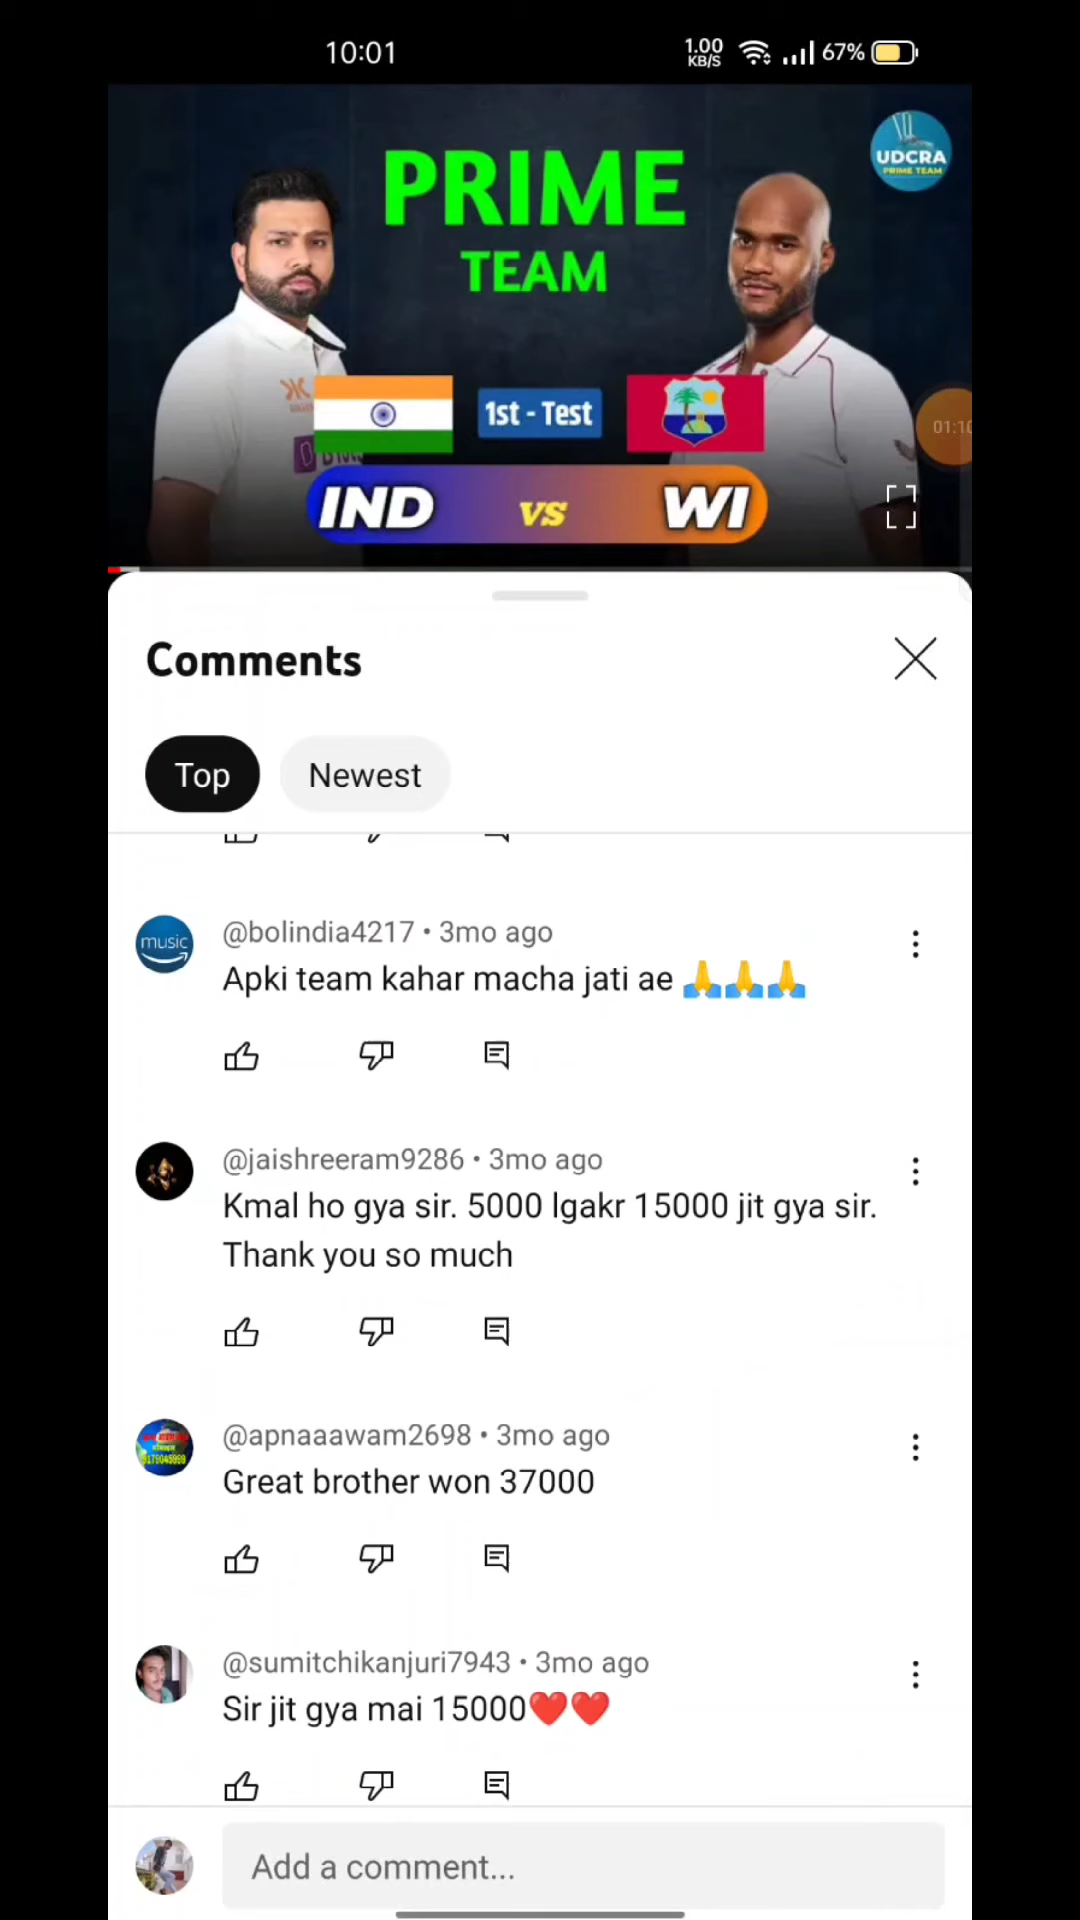 10:01
1.00
KB/S
67%
PRIME
TEAM
UDCRA
PRIME TEAM
1st - Test
01:10
IND vs WI
Comments
Top
Newest
music
@bolindia4217 • 3mo ago
Apki team kahar macha jati ae 🙏🙏🙏
@jaishreeram9286 • 3mo ago
Kmal ho gya sir. 5000 lgakr 15000 jit gya sir.
Thank you so much
@apnaaawam2698 • 3mo ago
Great brother won 37000
@sumitchikanjuri7943 • 3mo ago
Sir jit gya mai 15000❤️❤️
Add a comment...